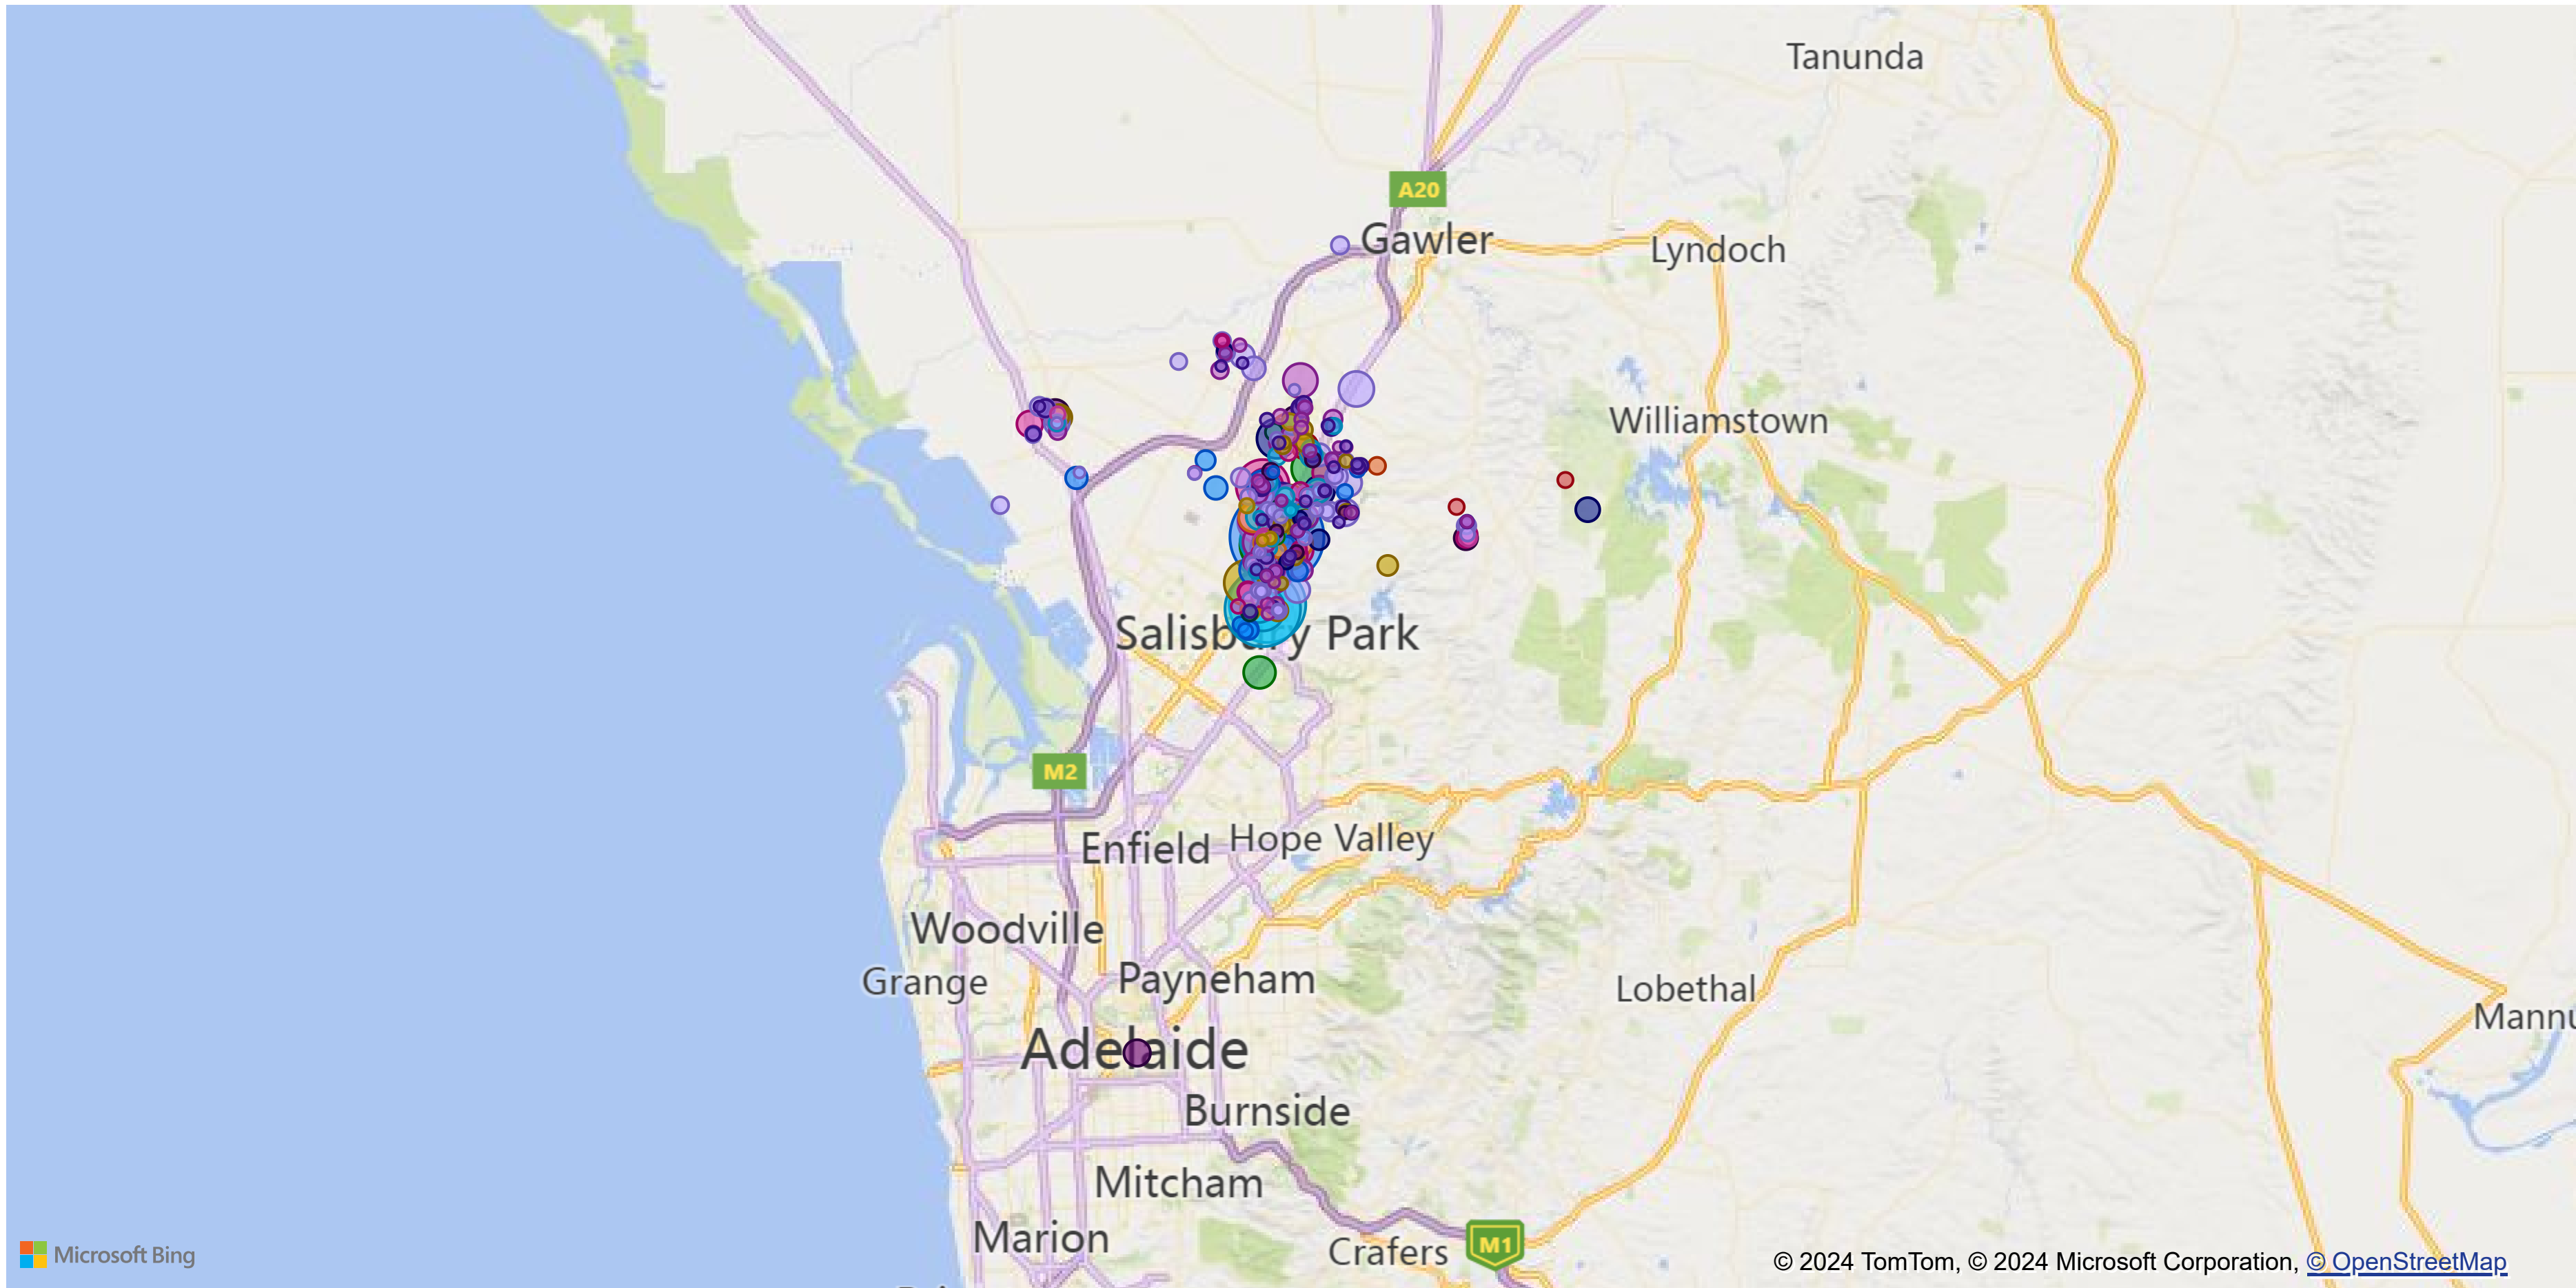 Tanunda
A20
Gawler
Lyndoch
Williamstown
Salisbury Park
M2
Enfield
Hope Valley
Woodville
Payneham
Grange
Lobethal
Mannu
Adelaide
Burnside
Mitcham
Marion
Crafers
M1
Microsoft Bing
© 2024 TomTom, © 2024 Microsoft Corporation, © OpenStreetMap